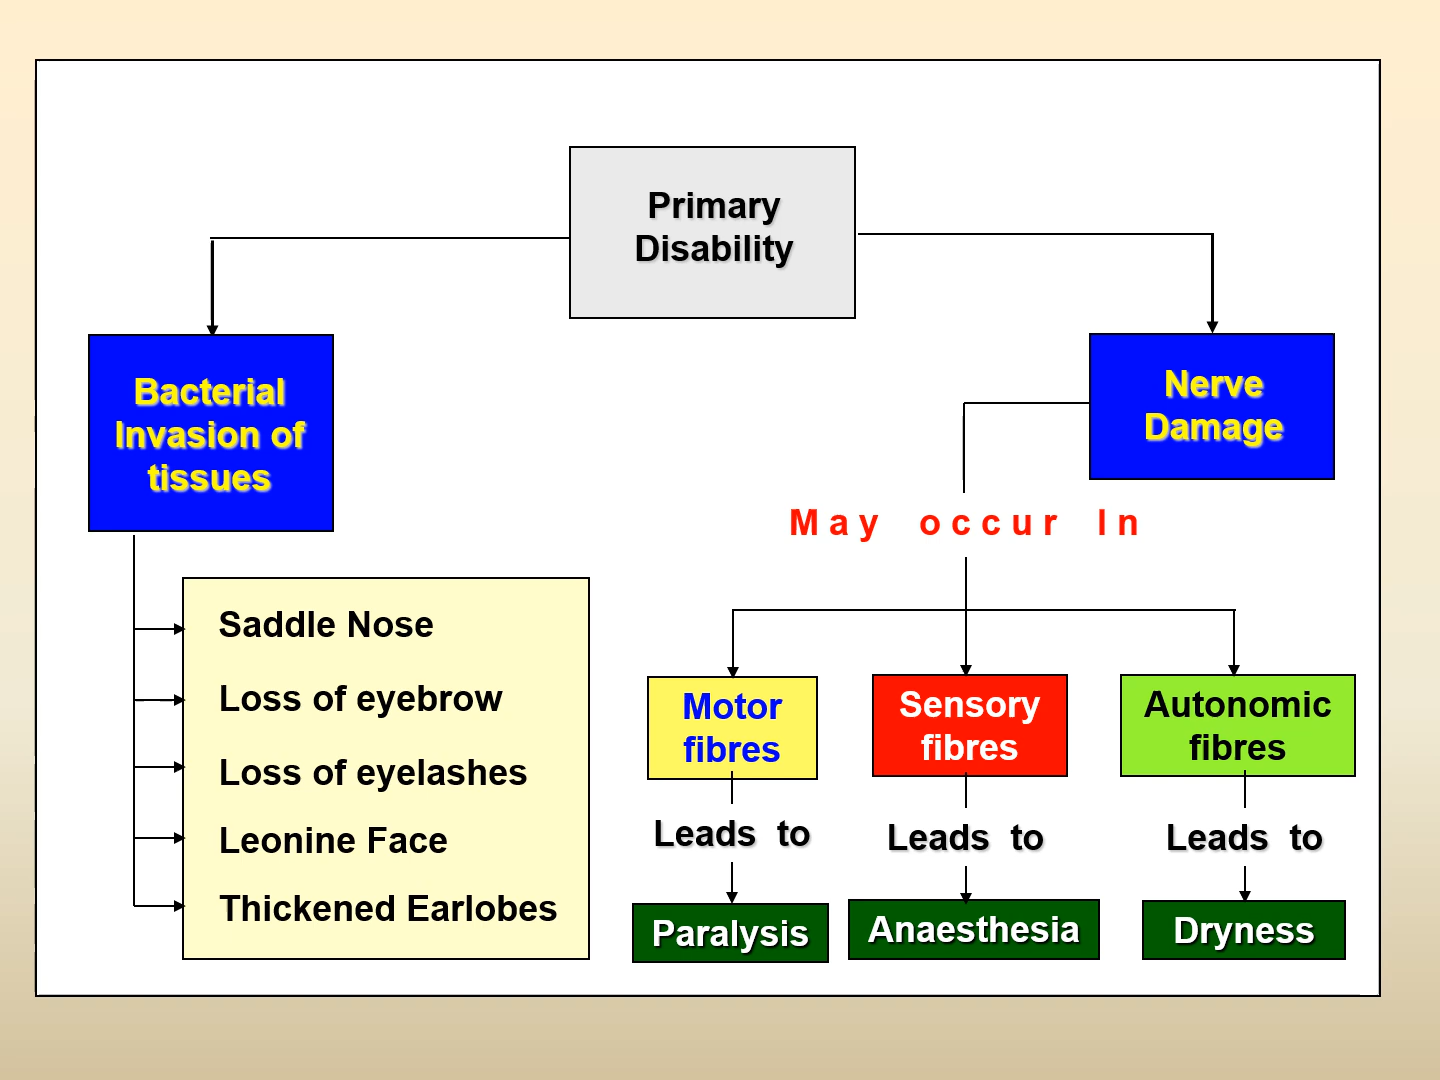 Primary
Disability
Bacterial
Invasion of
tissues
Nerve
Damage
May occur In
Saddle Nose
Loss of eyebrow
Loss of eyelashes
Leonine Face
Thickened Earlobes
Motor
fibres
Sensory
fibres
Autonomic
fibres
Leads to
Leads to
Leads to
Paralysis
Anaesthesia
Dryness